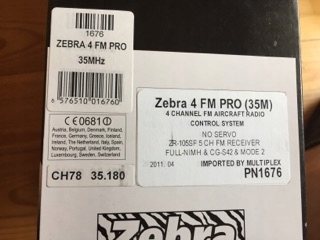 1676
ZEBRA 4 FM PRO
35MHz
8 576510 016760
CE0681
Austria, Belgium, Denmark, Finland,
France, Germany, Greece, Iceland,
Ireland, The Netherland, Italy, Spain,
Norway, Portugal, United Kingdom,
Luxembourg, Sweden, Switzerland
CH78 35.180
Zebra 4 FM PRO (35M)
4 CHANNEL FM AIRCRAFT RADIO
CONTROL SYSTEM
NO SERVO
ZR-105SF 5 CH FM RECEIVER
FULL-NIMH & CG-S42 & MODE 2
2011. 04 IMPORTED BY MULTIPLEX
PN1676
Zebra